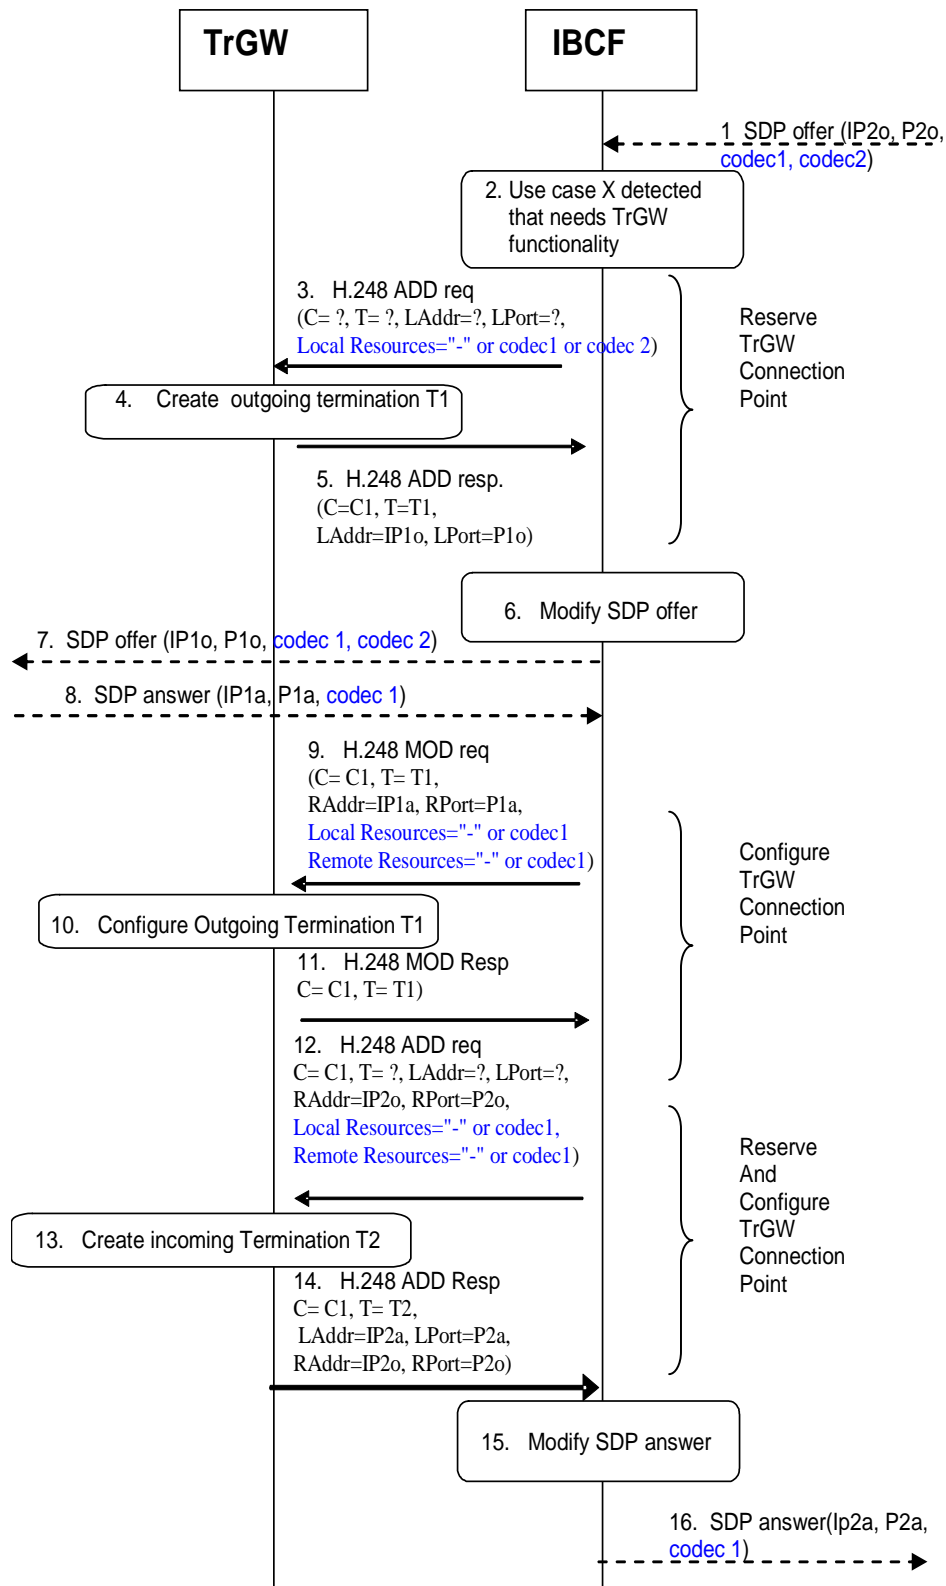 TrGW
IBCF
1 SDP offer (IP2o, P2o,
codec1, codec2)
2. Use case X detected
that needs TrGW
functionality
3. H.248 ADD req
(C= ?, T= ?, LAddr=?, LPort=?,
Local Resources="-" or codec1 or codec 2)
Reserve
TrGW
Connection
Point
4. Create outgoing termination T1
5. H.248 ADD resp.
(C=C1, T=T1,
LAddr=IP1o, LPort=P1o)
6. Modify SDP offer
7. SDP offer (IP1o, P1o, codec 1, codec 2)
8. SDP answer (IP1a, P1a, codec 1)
9. H.248 MOD req
(C= C1, T= T1,
RAddr=IP1a, RPort=P1a,
Local Resources="-" or codec1
Remote Resources="-" or codec1)
Configure
TrGW
Connection
Point
10. Configure Outgoing Termination T1
11. H.248 MOD Resp
C= C1, T= T1)
12. H.248 ADD req
C= C1, T= ?, LAddr=?, LPort=?,
RAddr=IP2o, RPort=P2o,
Local Resources="-" or codec1,
Remote Resources="-" or codec1)
Reserve
And
Configure
TrGW
Connection
Point
13. Create incoming Termination T2
14. H.248 ADD Resp
C= C1, T= T2,
LAddr=IP2a, LPort=P2a,
RAddr=IP2o, RPort=P2o)
15. Modify SDP answer
16. SDP answer(Ip2a, P2a,
codec 1)